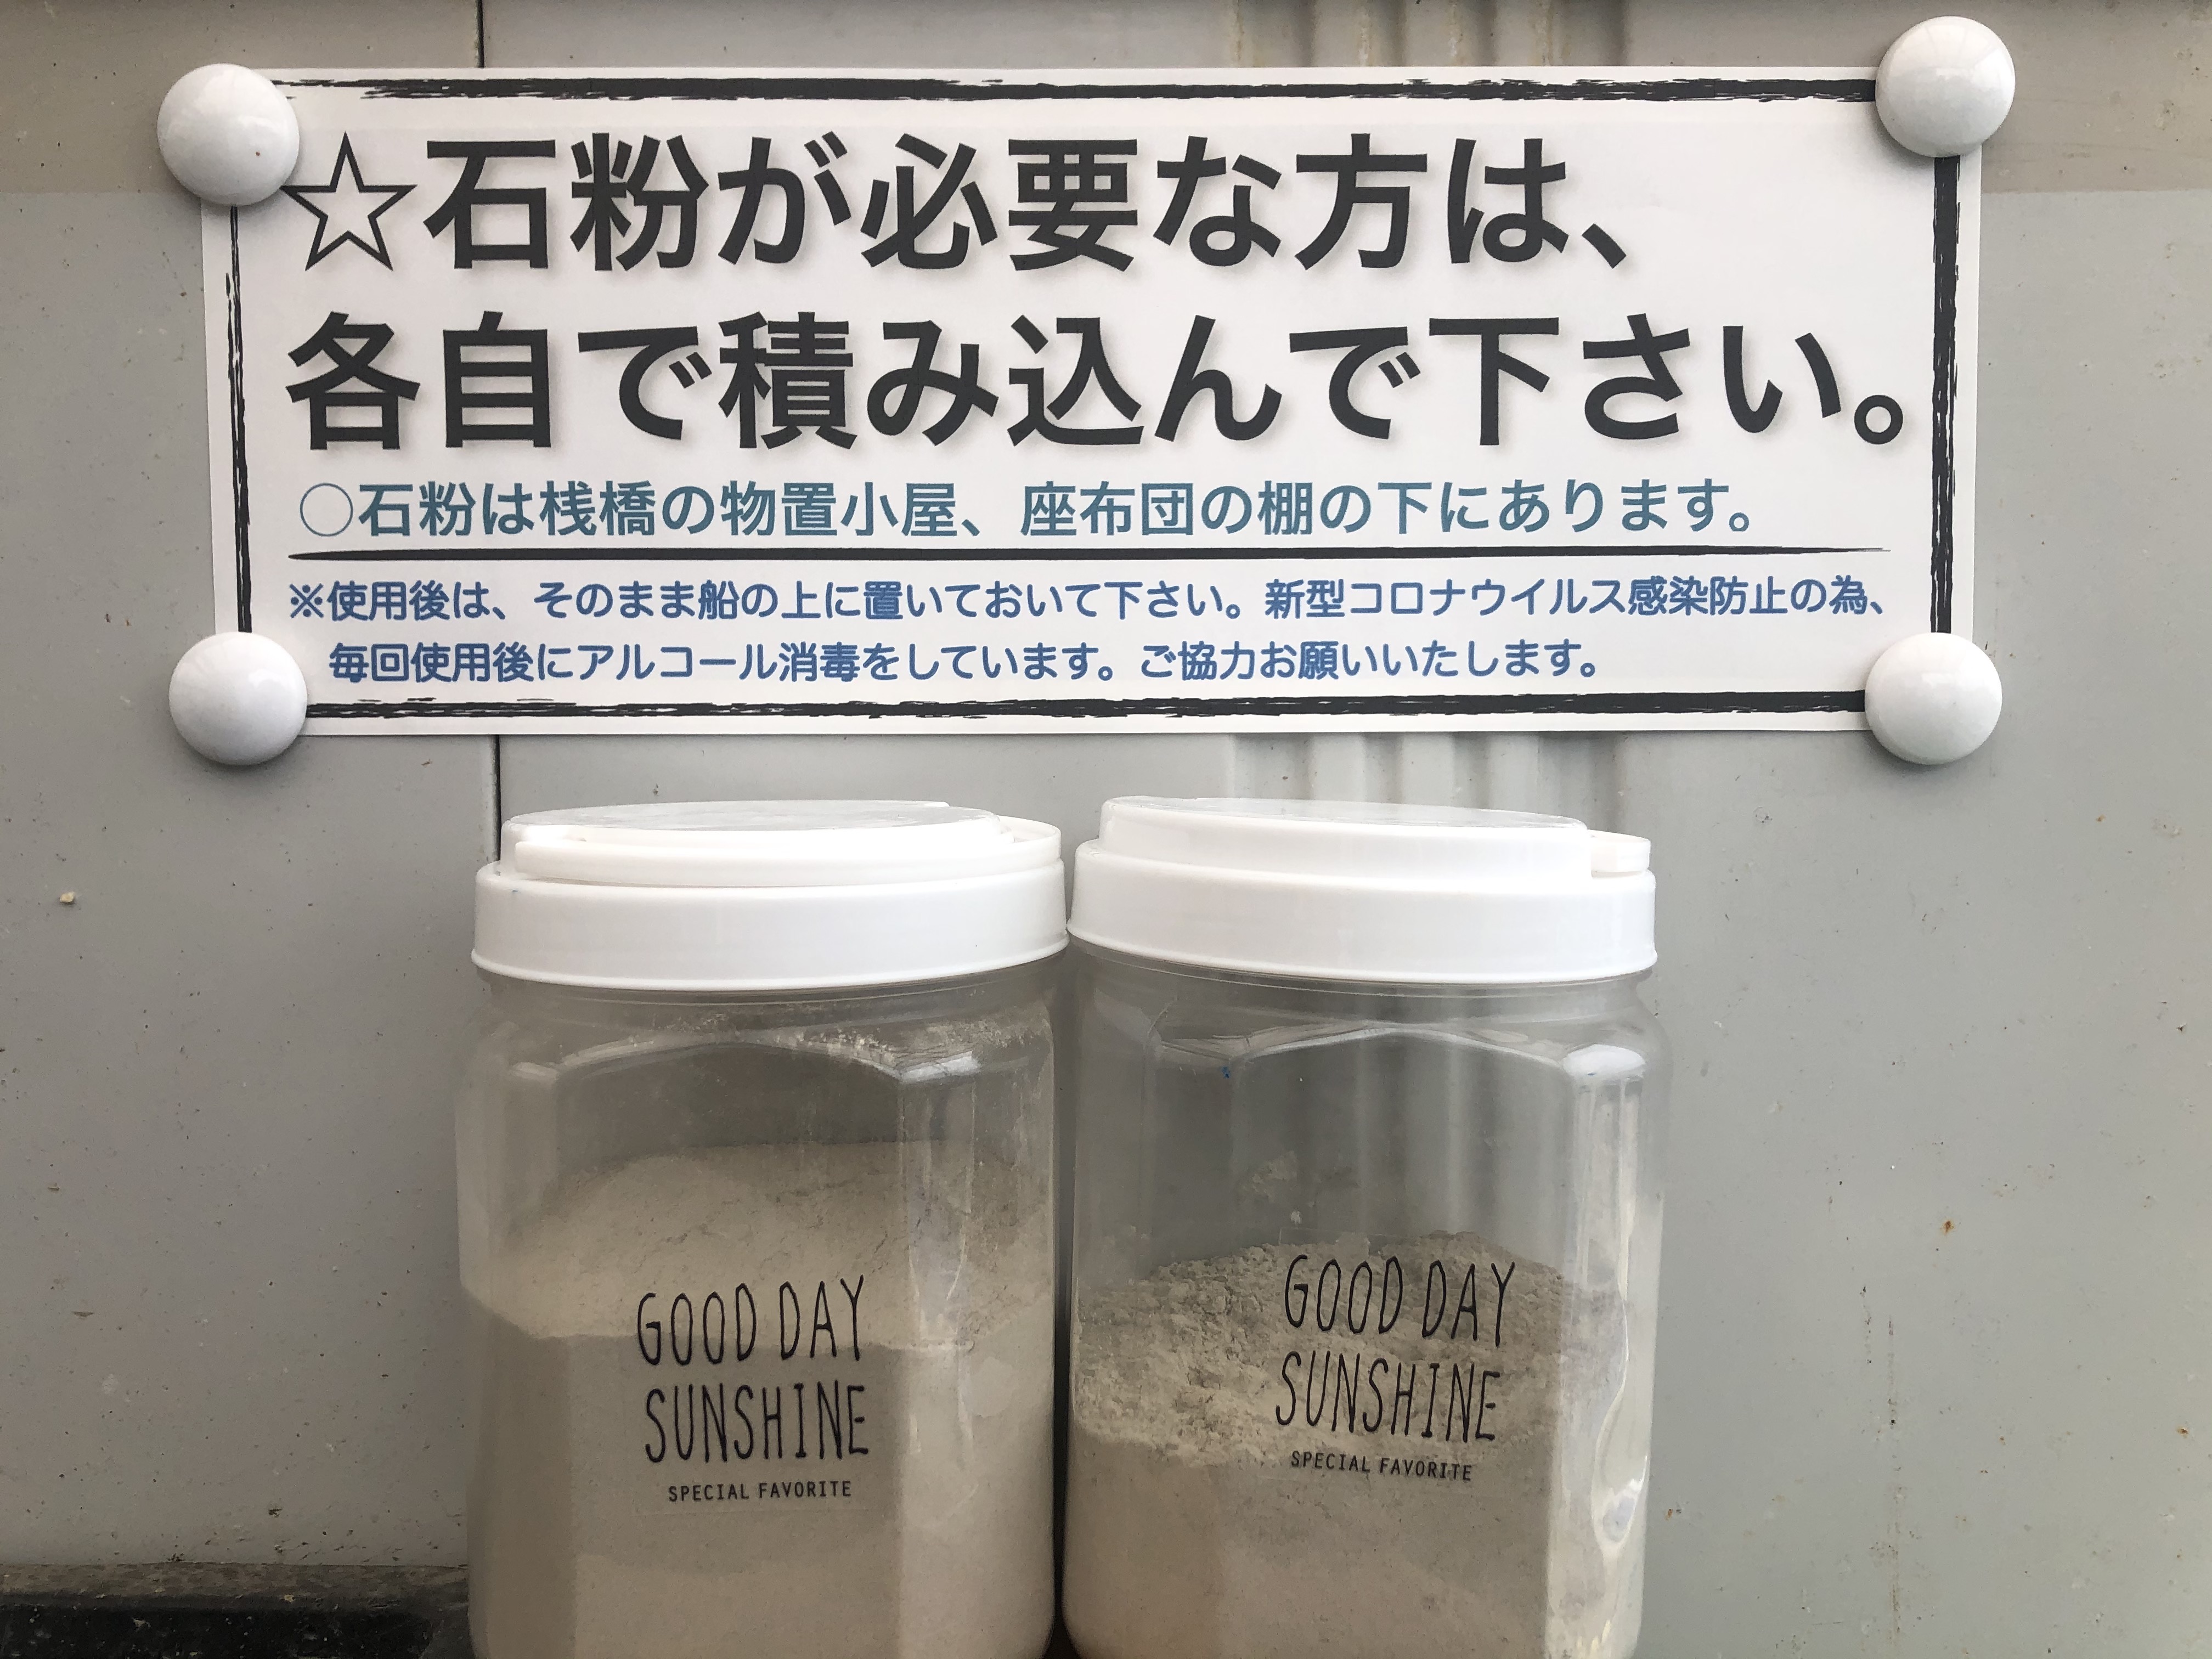 ☆石粉が必要な方は、
各自で積み込んで下さい。
○石粉は桟橋の物置小屋、座布団の棚の下にあります。
※使用後は、そのまま船の上に置いておいて下さい。新型コロナウイルス感染防止の為、
毎回使用後にアルコール消毒をしています。ご協力お願いいたします。
GOOD DAY
SUNSHINE
SPECIAL FAVORITE
GOOD DAY
SUNSHINE
SPECIAL FAVORITE